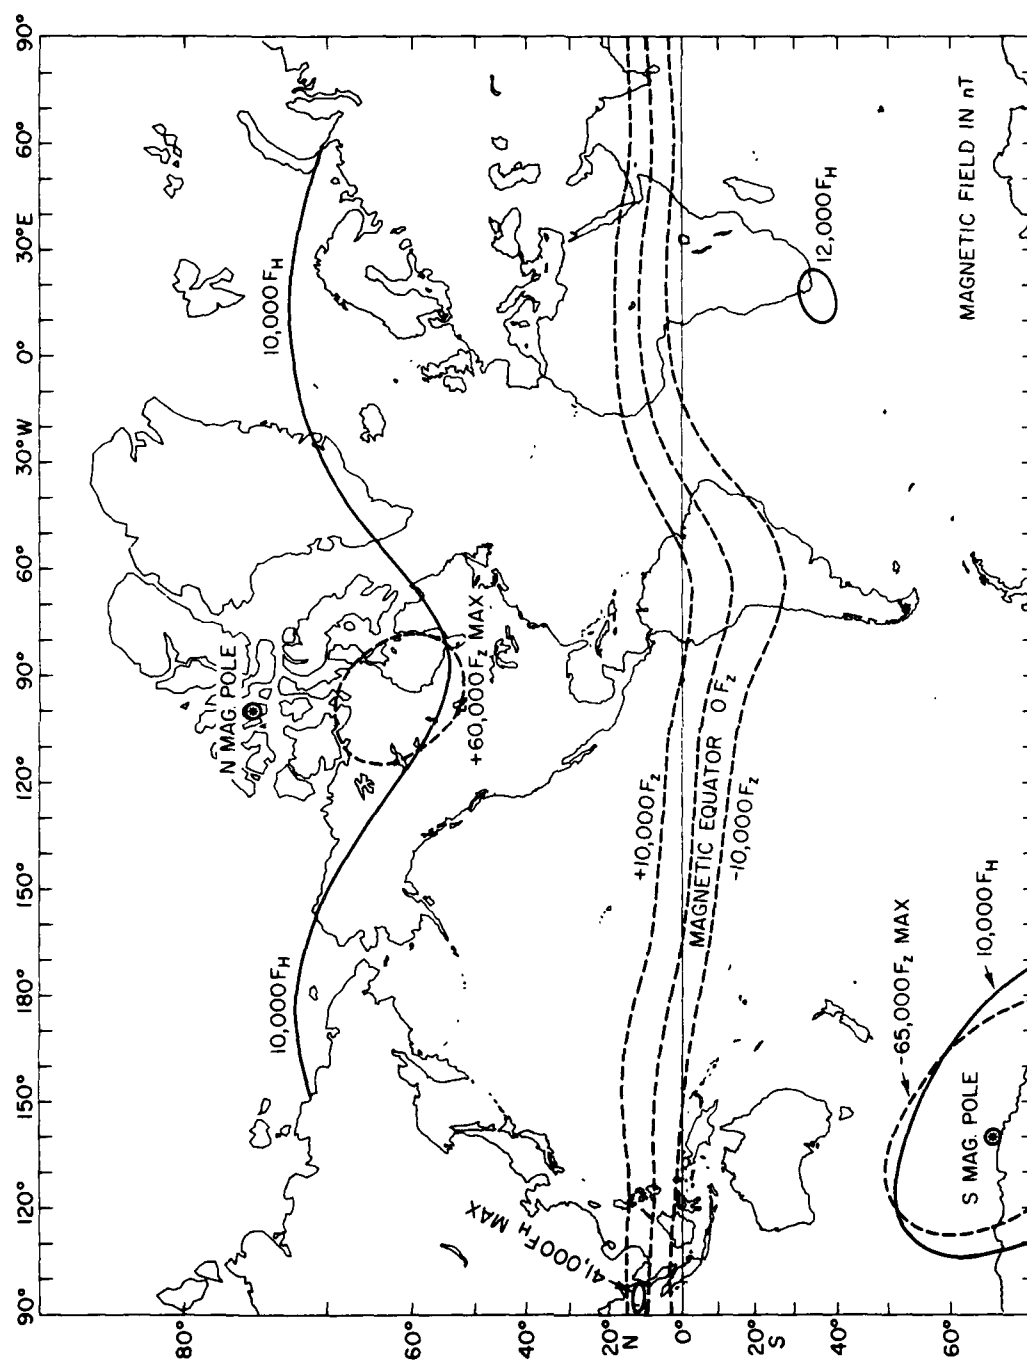 90° 120° 150° 180° 150° 120° 90° 60° 30°W 0° 30°E 60° 90°
80°
60°
20°
N
0°
S
20°
40°
60°
N MAG. POLE
10,000 F_H
10,000 F_H
+60,000 F_Z MAX
41,000 F_H MAX
+10,000 F_Z
MAGNETIC EQUATOR 0 F_Z
-10,000 F_Z
12,000 F_H
-65,000 F_Z MAX
10,000 F_H
S MAG. POLE
MAGNETIC FIELD IN nT